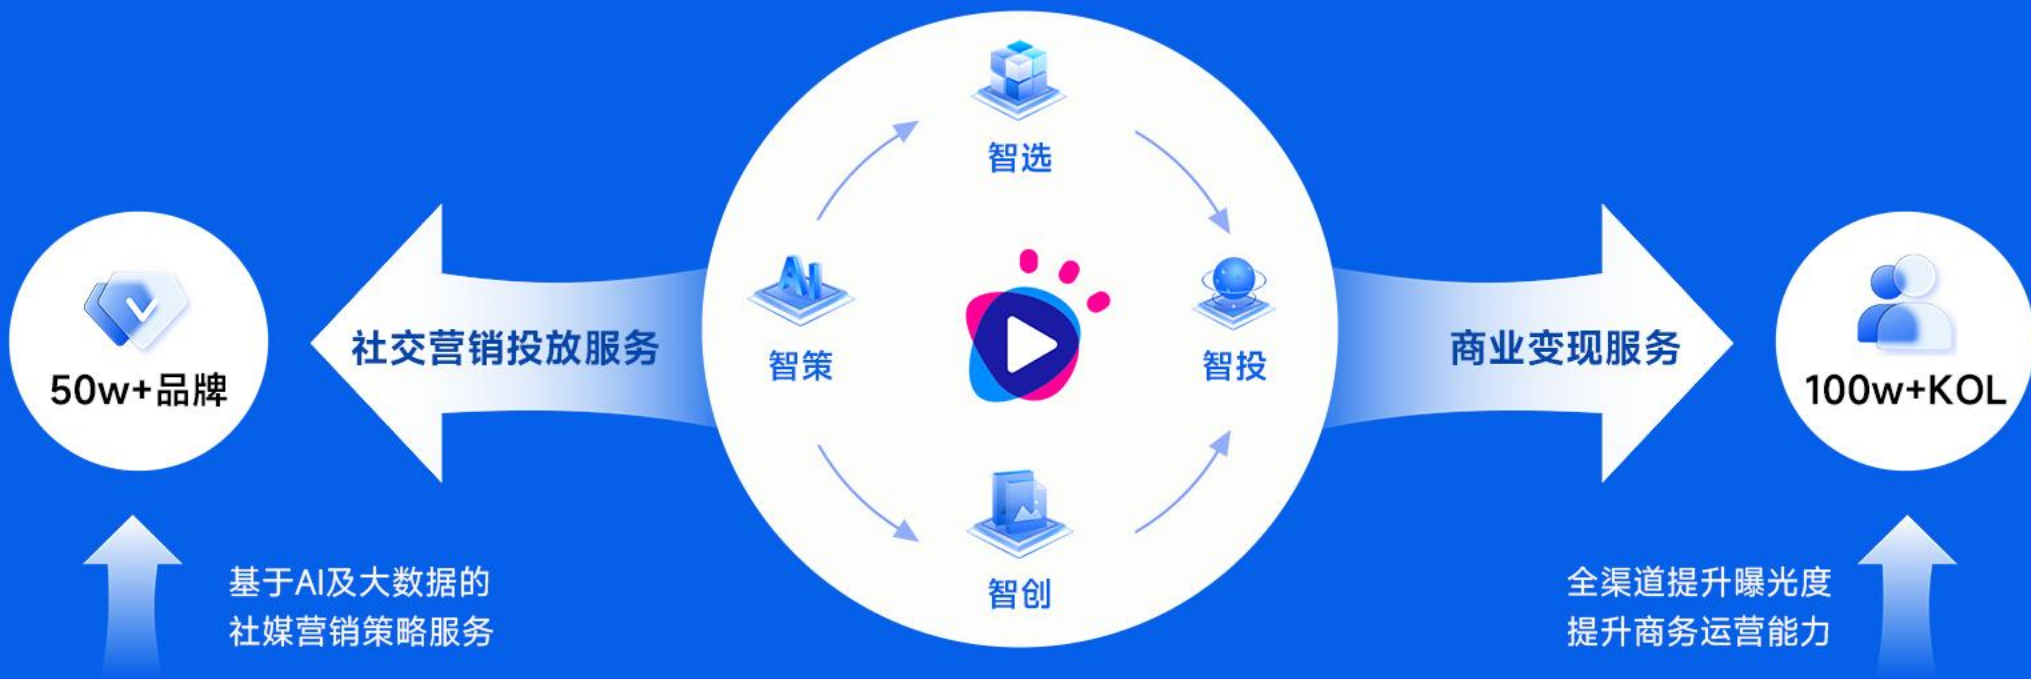 智选
智策
智投
智创
社交营销投放服务
商业变现服务
50w+品牌
100w+KOL
基于AI及大数据的
社媒营销策略服务
全渠道提升曝光度
提升商务运营能力
AI